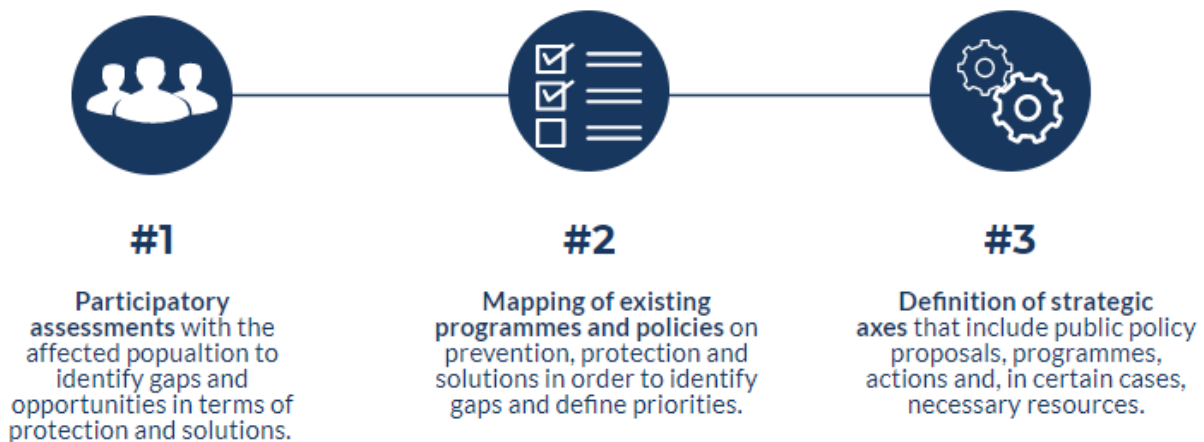 #1
Participatory
assessments with the
affected popualtion to
identify gaps and
opportunities in terms of
protection and solutions.
#2
Mapping of existing
programmes and policies on
prevention, protection and
solutions in order to identify
gaps and define priorities.
#3
Definition of strategic
axes that include public policy
proposals, programmes,
actions and, in certain cases,
necessary resources.